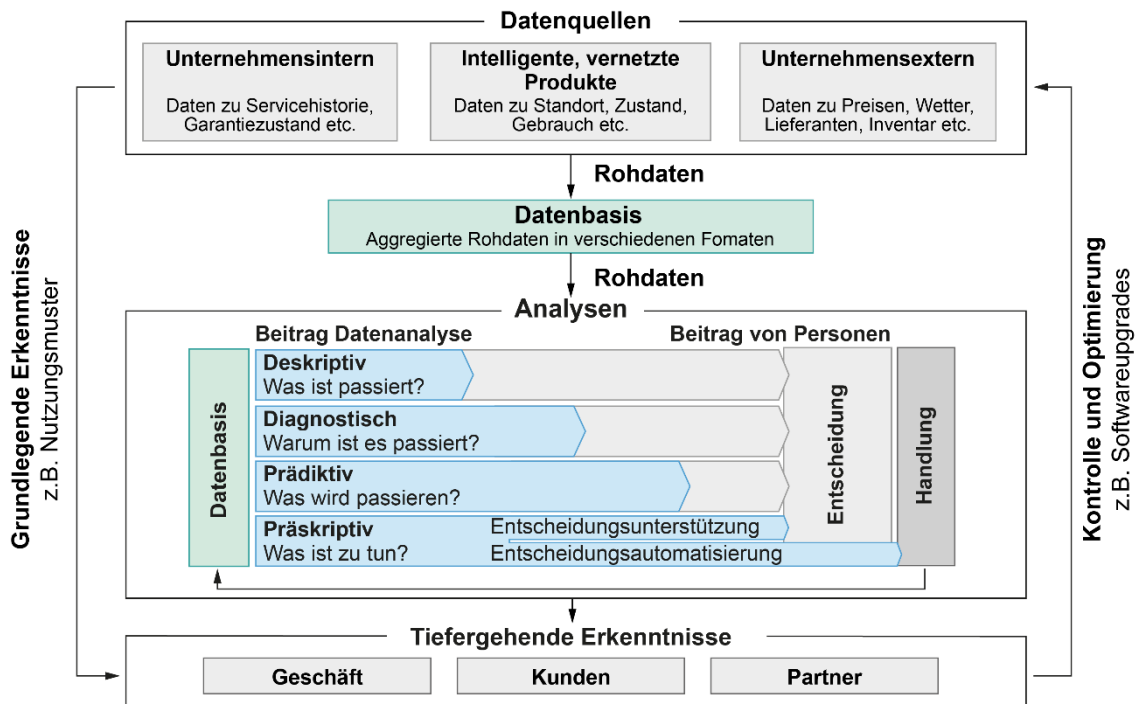 Datenquellen
Unternehmensintern
Daten zu Servicehistorie,
Garantiezustand etc.
Intelligente, vernetzte
Produkte
Daten zu Standort, Zustand,
Gebrauch etc.
Unternehmensextern
Daten zu Preisen, Wetter,
Lieferanten, Inventar etc.
Rohdaten
Datenbasis
Aggregierte Rohdaten in verschiedenen Fomaten
Rohdaten
Grundlegende Erkenntnisse
z.B. Nutzungsmuster
Analysen
Beitrag Datenanalyse
Beitrag von Personen
Datenbasis
Deskriptiv
Was ist passiert?
Diagnostisch
Warum ist es passiert?
Prädiktiv
Was wird passieren?
Präskriptiv
Was ist zu tun?
Entscheidungsunterstützung
Entscheidungsautomatisierung
Entscheidung
Handlung
Kontrolle und Optimierung
z.B. Softwareupgrades
Tiefergehende Erkenntnisse
Geschäft
Kunden
Partner